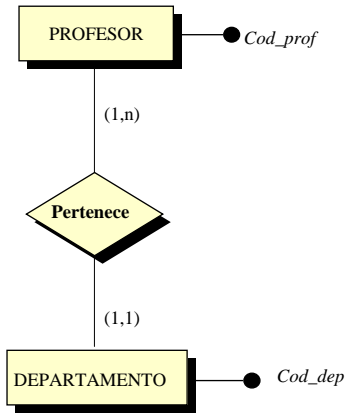 PROFESOR
Cod_prof
(1,n)
Pertenece
(1,1)
DEPARTAMENTO
Cod_dep